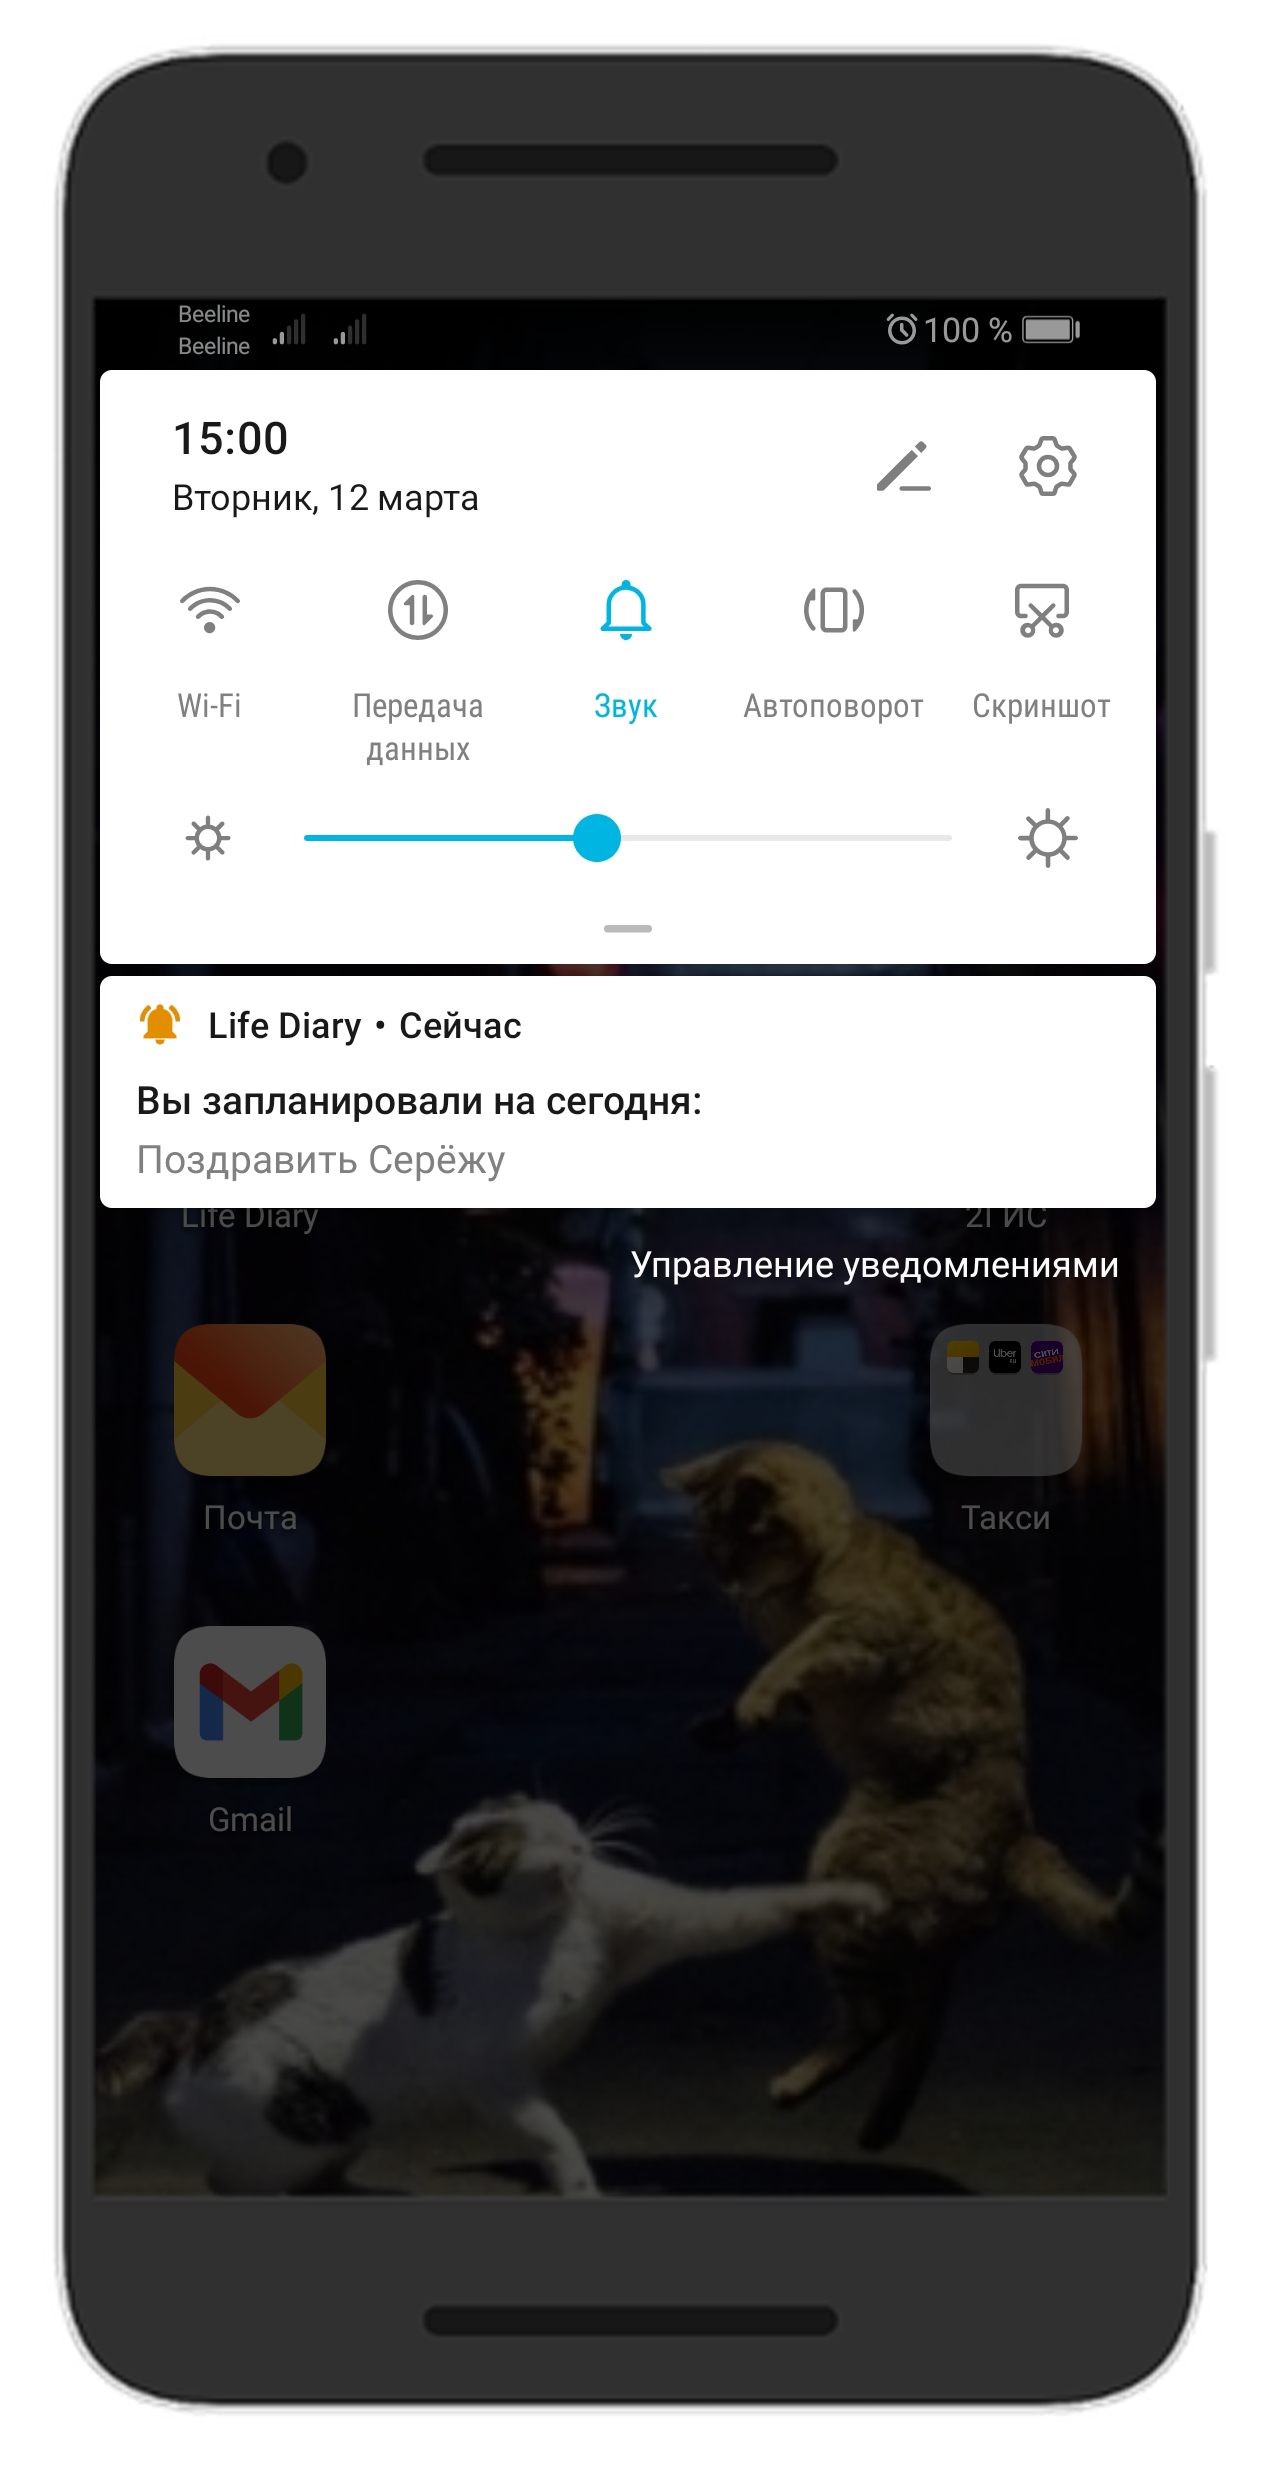 Beeline
Beeline
100 %
15:00
Вторник, 12 марта
Wi-Fi
Передача
данных
Звук
Автоповорот
Скриншот
Life Diary • Сейчас
Вы запланировали на сегодня:
Поздравить Серёжу
Life Diary
2ГИС
Управление уведомлениями
Uber
ru
СИТИ
МОБИЛ
Почта
Такси
Gmail